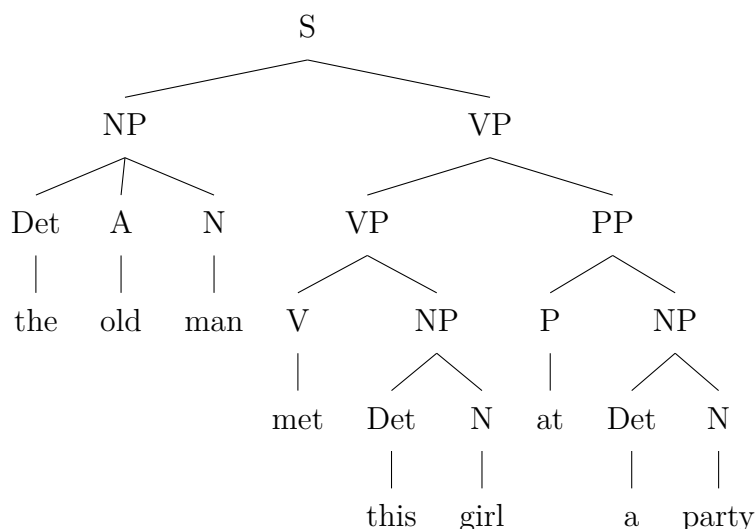 S
NP VP
Det A N VP PP
the old man V NP P NP
met Det N at Det N
this girl a party